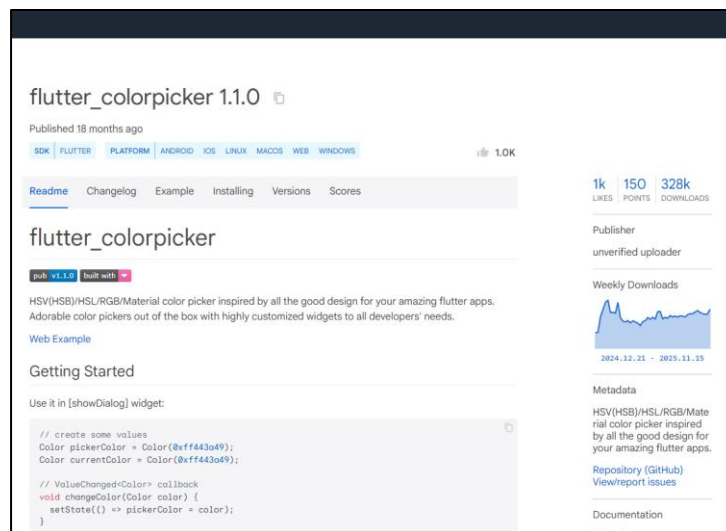 flutter_colorpicker 1.1.0
Published 18 months ago
SDK FLUTTER PLATFORM ANDROID IOS LINUX MACOS WEB WINDOWS
1.0K
Readme Changelog Example Installing Versions Scores
flutter_colorpicker
pub v1.1.0 built with
HSV(HSB)/HSL/RGB/Material color picker inspired by all the good design for your amazing flutter apps.
Adorable color pickers out of the box with highly customized widgets to all developers' needs.
Web Example
Getting Started
Use it in [showDialog] widget:
// create some values
Color pickerColor = Color(0xff443a49);
Color currentColor = Color(0xff443a49);
// ValueChanged<Color> callback
void changeColor(Color color) {
setState(() => pickerColor = color);
}
1k 150 328k
LIKES POINTS DOWNLOADS
Publisher
unverified uploader
Weekly Downloads
2024.12.21 - 2025.11.15
Metadata
HSV(HSB)/HSL/RGB/Mate
rial color picker inspired
by all the good design for
your amazing flutter apps.
Repository (GitHub)
View/report issues
Documentation